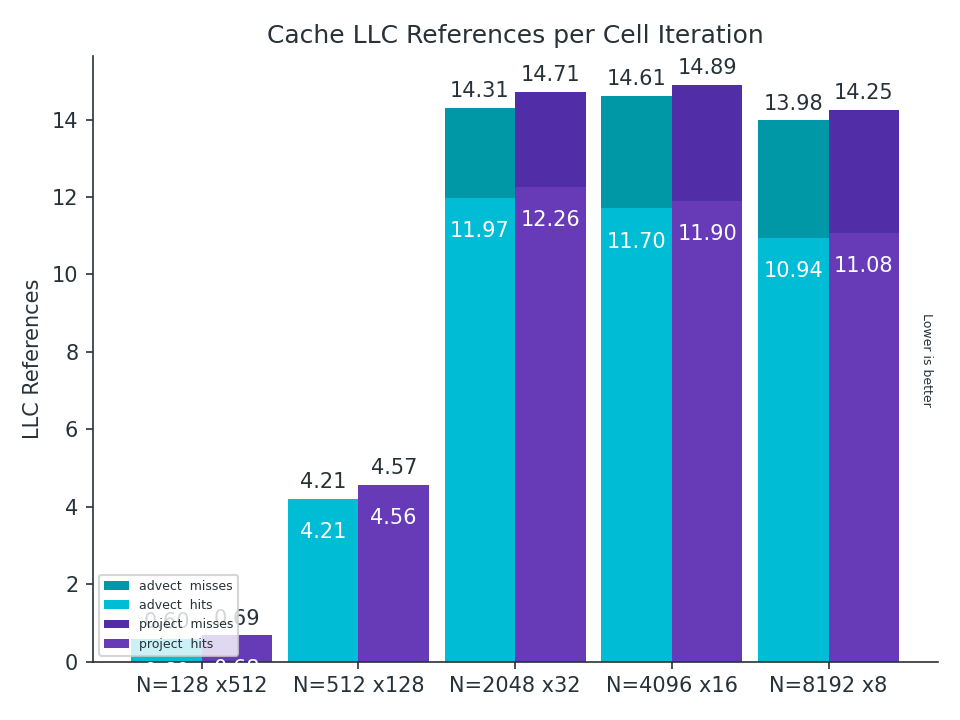 Cache LLC References per Cell Iteration
LLC References
14
12
10
8
6
4
2
0
14.31
14.71
14.61
14.89
13.98
14.25
11.97
12.26
11.70
11.90
10.94
11.08
4.21
4.57
4.21
4.56
0.60
0.69
advect misses
advect hits
project misses
project hits
N=128 x512
N=512 x128
N=2048 x32
N=4096 x16
N=8192 x8
Lower is better